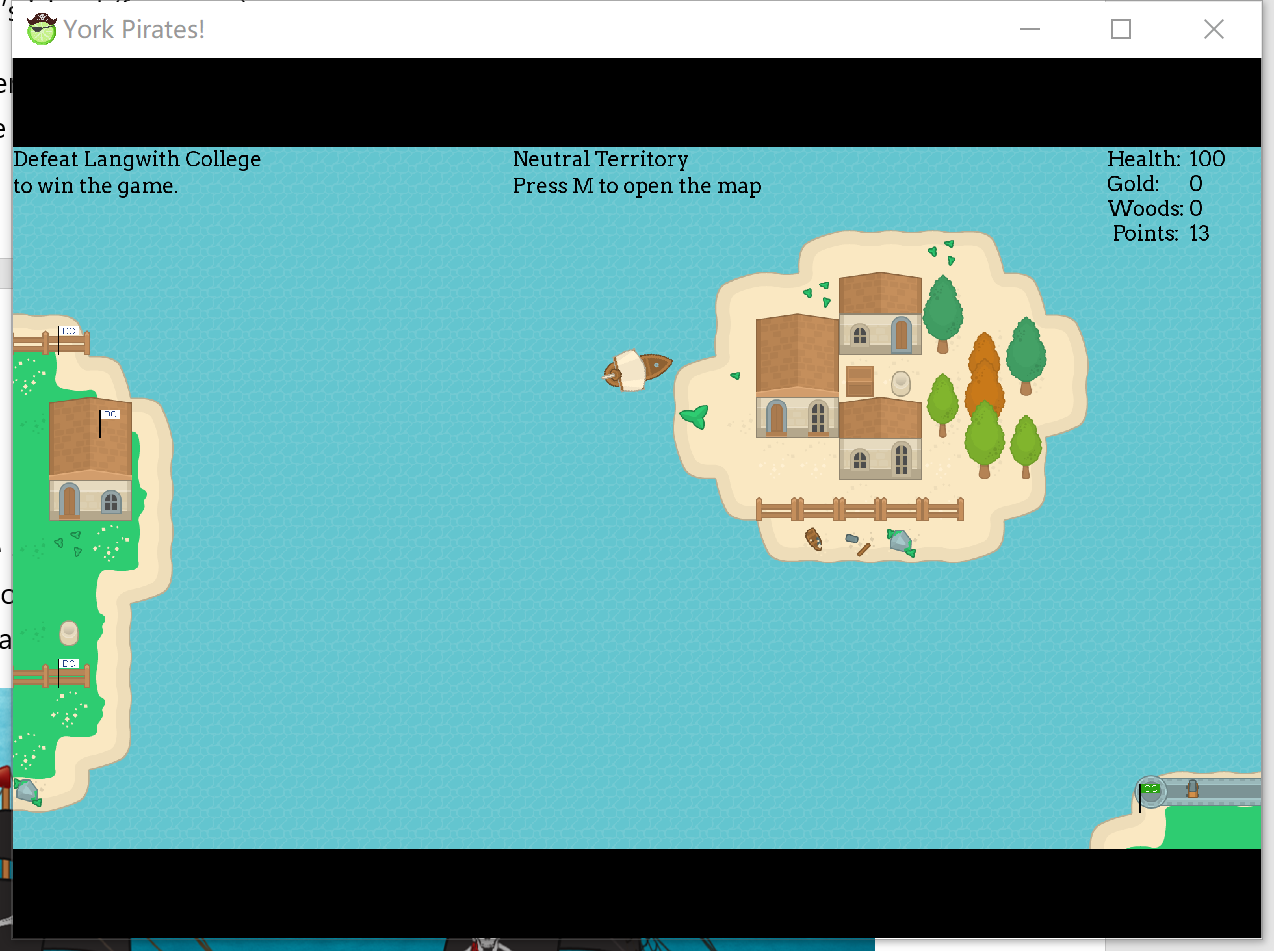 York Pirates!
Defeat Langwith College
to win the game.
Neutral Territory
Press M to open the map
Health: 100
Gold: 0
Woods: 0
Points: 13